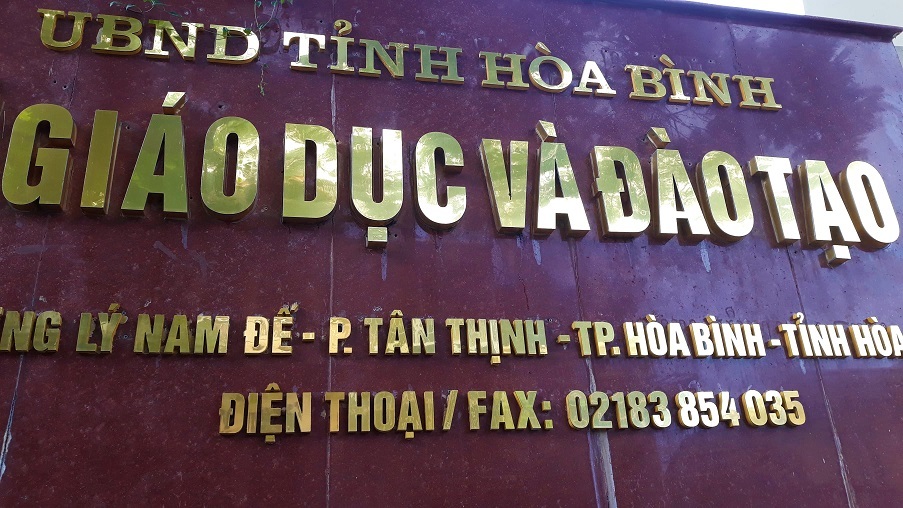 UBND TỈNH HÒA BÌNH
GIÁO DỤC VÀ ĐÀO TẠO
NG LÝ NAM ĐẾ - P. TÂN THỊNH - TP. HÒA BÌNH - TỈNH HÒA
ĐIỆN THOẠI / FAX: 02183 854 035